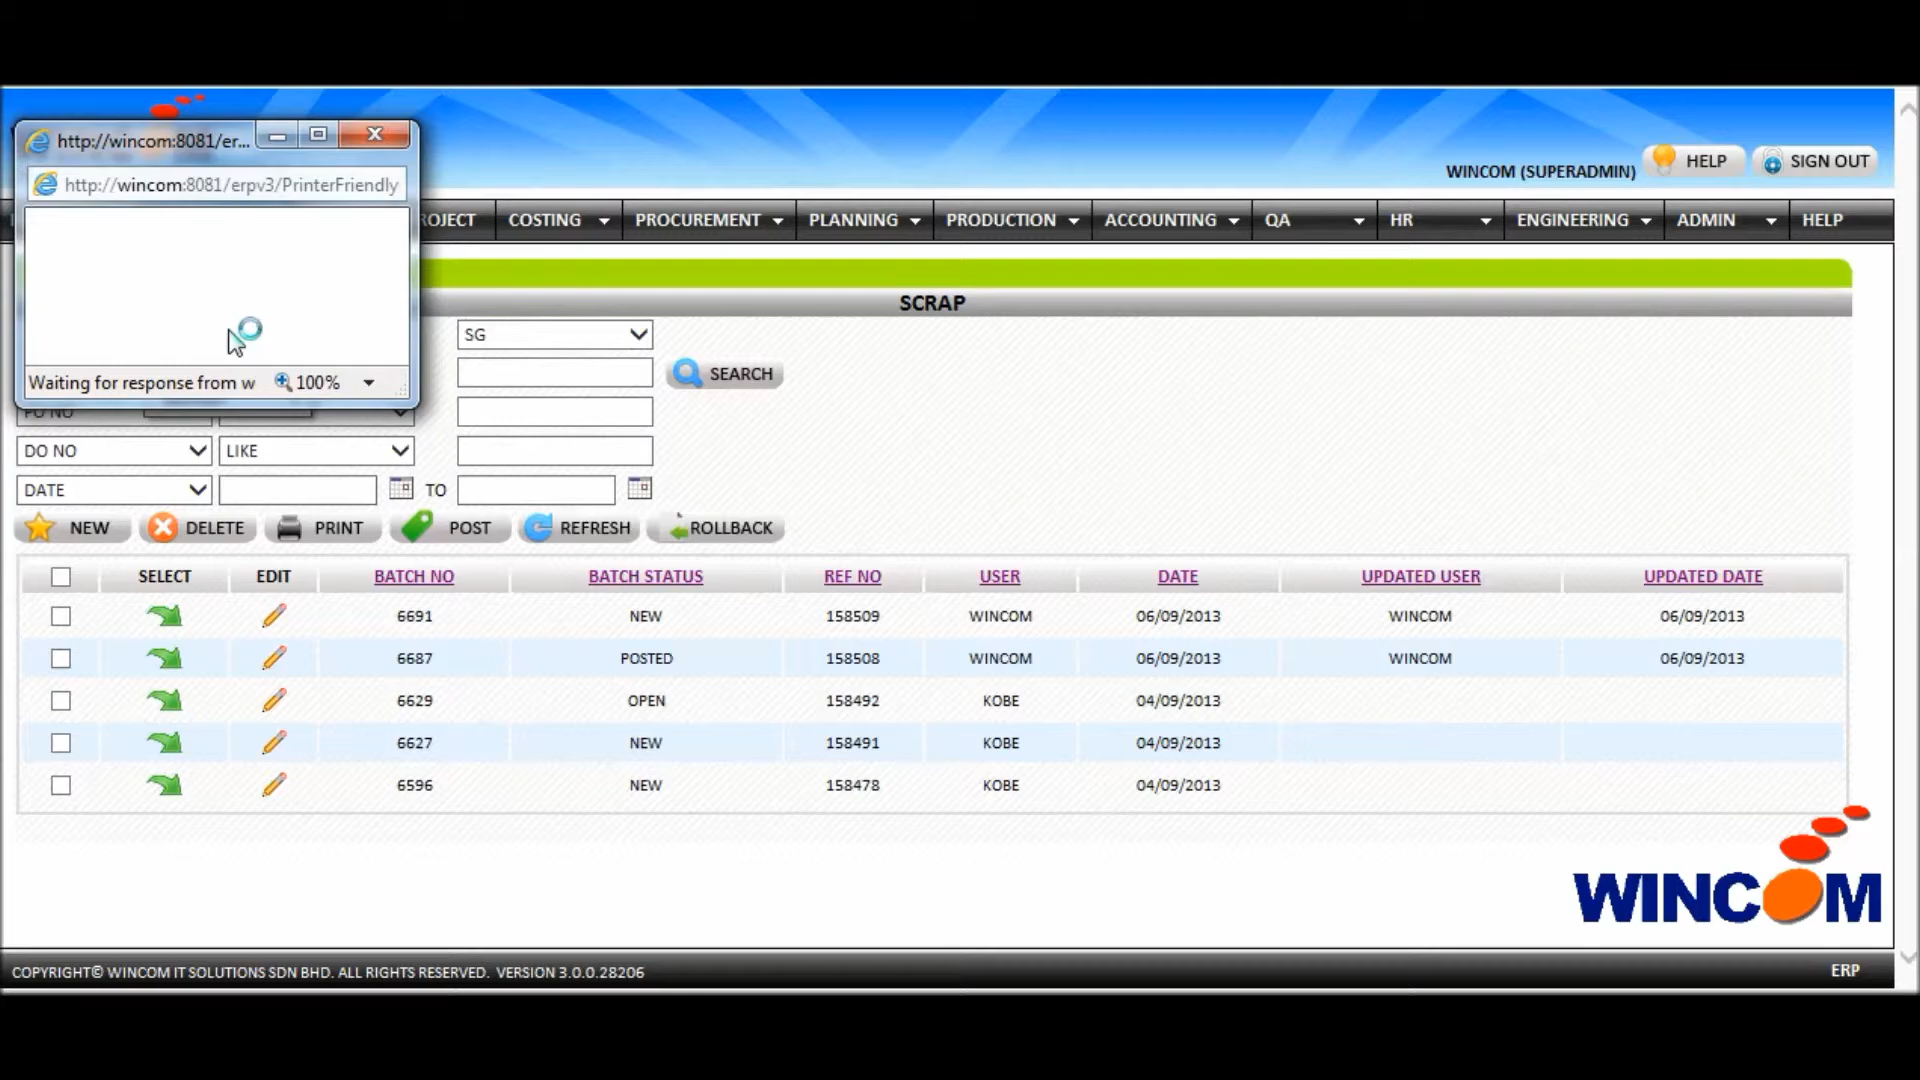 http://wincom:8081/er...
http://wincom:8081/erpv3/PrinterFriendly
Waiting for response from w 100%
WINCOM (SUPERADMIN) HELP SIGN OUT
COSTING PROCUREMENT PLANNING PRODUCTION ACCOUNTING QA HR ENGINEERING ADMIN HELP
SCRAP
SG
SEARCH
PO NO
DO NO LIKE
DATE TO
NEW DELETE PRINT POST REFRESH ROLLBACK
SELECT EDIT BATCH NO BATCH STATUS REF NO USER DATE UPDATED USER UPDATED DATE
6691 NEW 158509 WINCOM 06/09/2013 WINCOM 06/09/2013
6687 POSTED 158508 WINCOM 06/09/2013 WINCOM 06/09/2013
6629 OPEN 158492 KOBE 04/09/2013
6627 NEW 158491 KOBE 04/09/2013
6596 NEW 158478 KOBE 04/09/2013
WINCOM
COPYRIGHT© WINCOM IT SOLUTIONS SDN BHD. ALL RIGHTS RESERVED. VERSION 3.0.0.28206 ERP